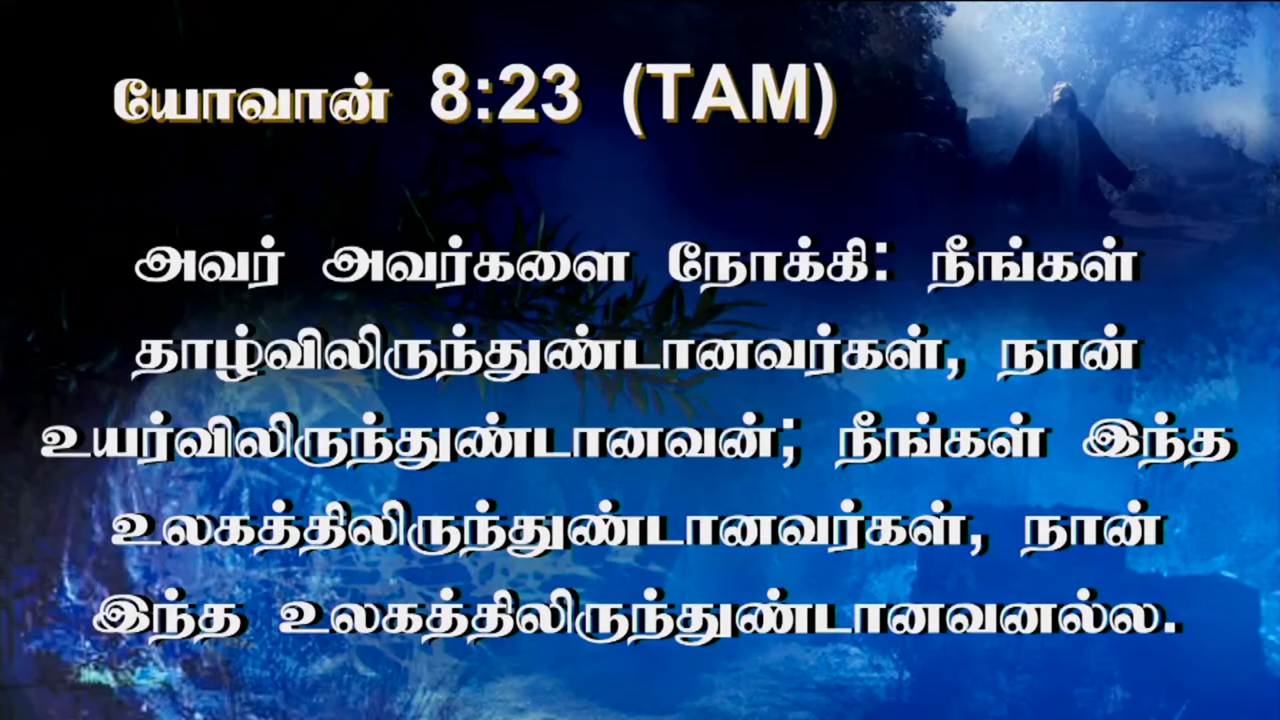 யோவான் 8:23 (TAM)
அவர் அவர்களை நோக்கி: நீங்கள்
தாழ்விலிருந்துண்டானவர்கள், நான்
உயர்விலிருந்துண்டானவன்; நீங்கள் இந்த
உலகத்திலிருந்துண்டானவர்கள், நான்
இந்த உலகத்திலிருந்துண்டானவனல்ல.